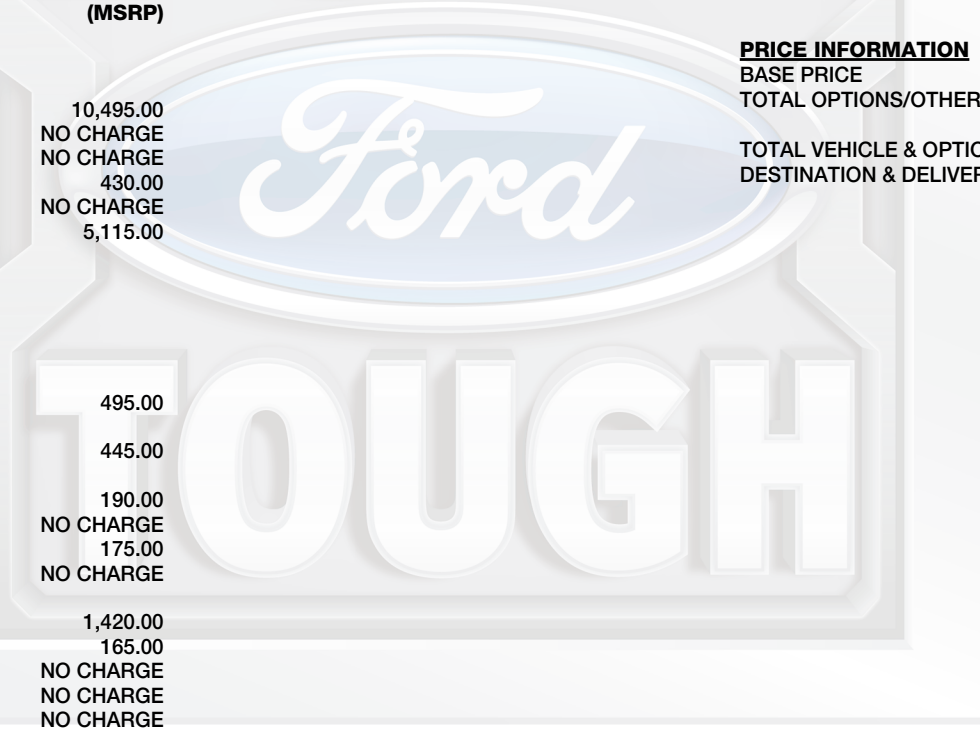 (MSRP)
10,495.00
NO CHARGE
NO CHARGE
430.00
NO CHARGE
5,115.00
495.00
445.00
190.00
NO CHARGE
175.00
NO CHARGE
1,420.00
165.00
NO CHARGE
NO CHARGE
NO CHARGE
PRICE INFORMATION
BASE PRICE
TOTAL OPTIONS/OTHER
TOTAL VEHICLE & OPTIO
DESTINATION & DELIVER
Ford
TOUGH